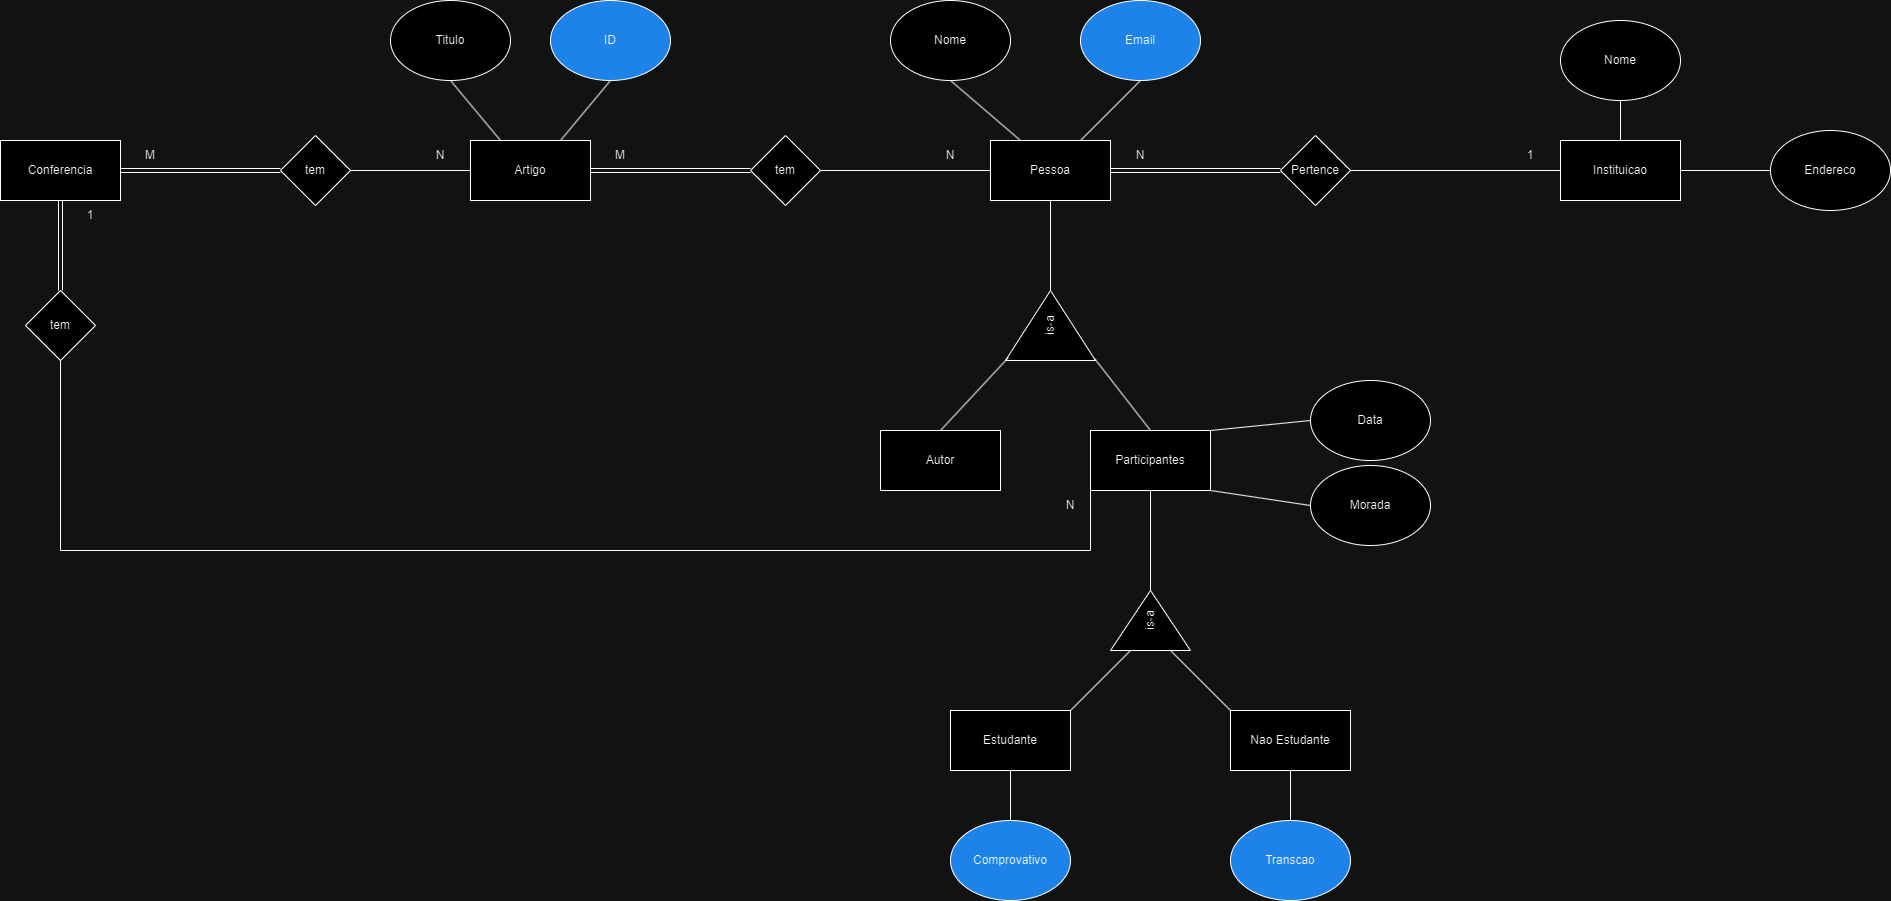 Titulo
ID
Nome
Email
Nome
M
N
M
N
N
1
Conferencia
tem
Artigo
tem
Pessoa
Pertence
Instituicao
Endereco
1
tem
is-a
Data
Autor
Participantes
N
Morada
is-a
Estudante
Nao Estudante
Comprovativo
Transcao